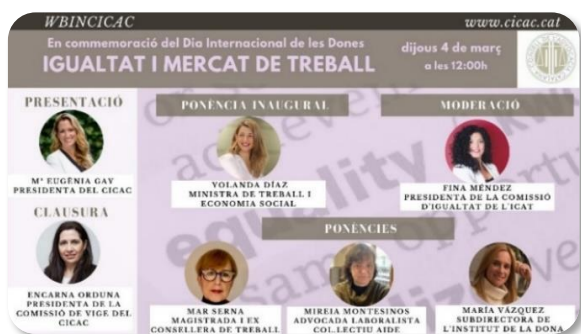 WBINCICAC
www.cicac.cat
En commemoració del Dia Internacional de les Dones
IGUALTAT I MERCAT DE TREBALL
dijous 4 de març
a les 12:00h
PRESENTACIÓ
Mª EUGÈNIA GAY
PRESIDENTA DEL CICAC
CLAUSURA
ENCARNA ORDUNA
PRESIDENTA DE LA
COMISSIÓ DE VIGE DEL
CICAC
PONÈNCIA INAUGURAL
YOLANDA DÍAZ
MINISTRA DE TREBALL I
ECONOMIA SOCIAL
MODERACIÓ
FINA MÉNDEZ
PRESIDENTA DE LA COMISSIÓ
D'IGUALTAT DE L'ICAT
PONÈNCIES
MAR SERNA
MAGISTRADA I EX
CONSELLERA DE TREBALL
MIREIA MONTESINOS
ADVOCADA LABORALISTA
COL.LECTIU AIDE
MARÍA VÁZQUEZ
SUBDIRECTORA DE
L'INSTITUT DE LA DONA
equality